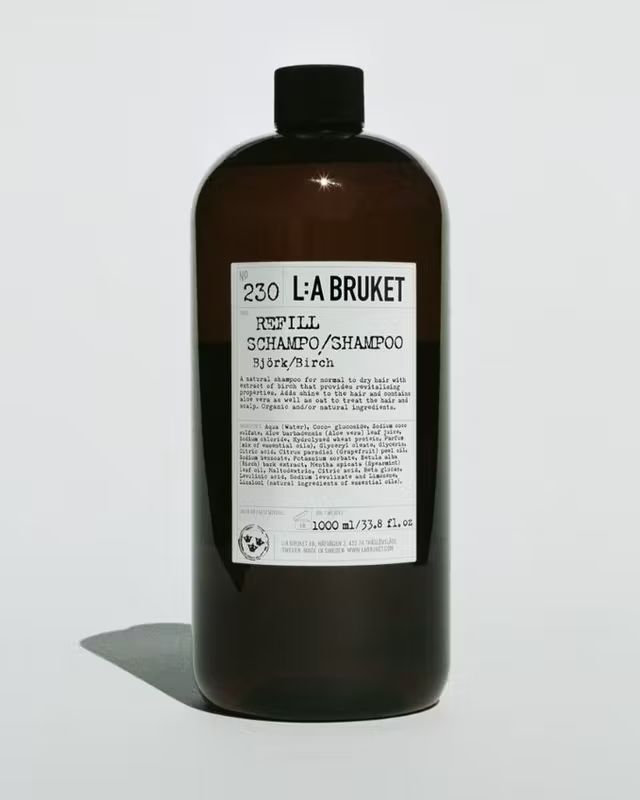 No
230 L:A BRUKET
REFILL
SCHAMPO/SHAMPOO
Björk/Birch
A natural shampoo for normal to dry hair with
extract of birch that provides revitalising
properties. Adds shine to the hair and contains
aloe vera as well as oat to treat the hair and
scalp. Organic and/or natural ingredients.
Aqua (Water), Coco- glucoside, Sodium coco
sulfate, Aloe barbadensis (Aloe vera) leaf juice,
Sodium chloride, Hydrolyzed wheat protein, Parfum
(mix of essential oils), Glyceryl oleate, Glycerin,
Citric acid, Citrus paradisi (Grapefruit) peel oil,
Sodium benzoate, Potassium sorbate, Betula alba
(Birch) bark extract, Mentha spicata (Spearmint)
leaf oil, Maltodextrin, Citric acid, Beta glucan,
Levulinic acid, Sodium levulinate and Limonene,
Linalool (natural ingredients of essential oils).
1000 ml/33.8 fl.oz
L:A BRUKET AB,
SWEDEN. MADE IN SWEDEN. WWW.LABRUKET.COM